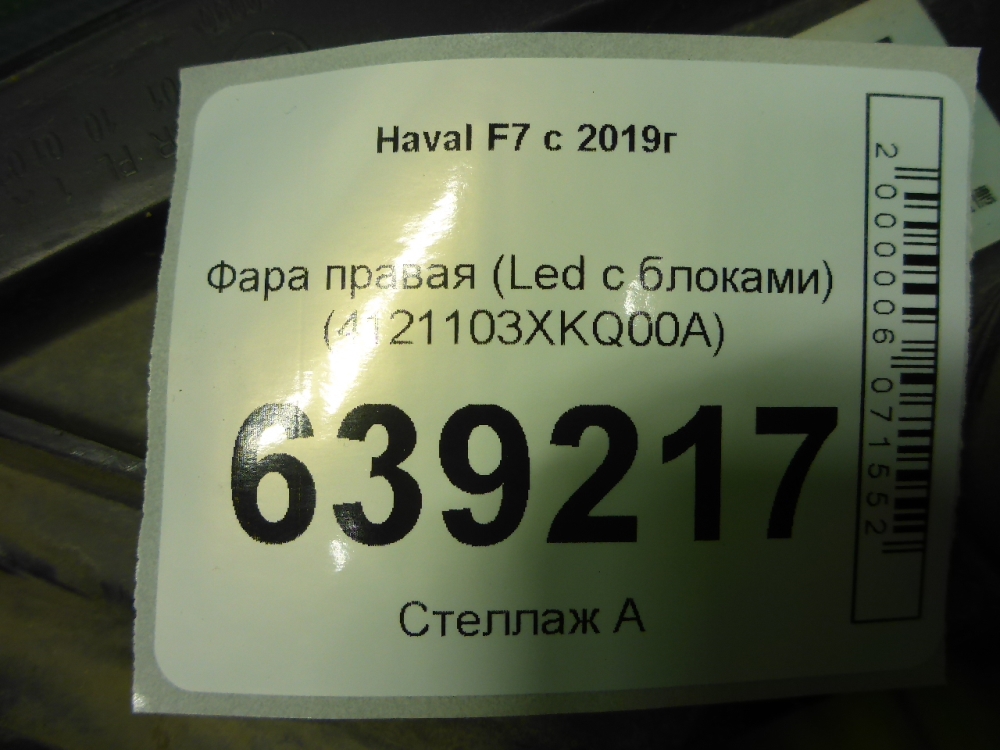 Haval F7 с 2019г
Фара правая (Led с блоками)
(4121103XKQ00A)
639217
Стеллаж А
2000006071552